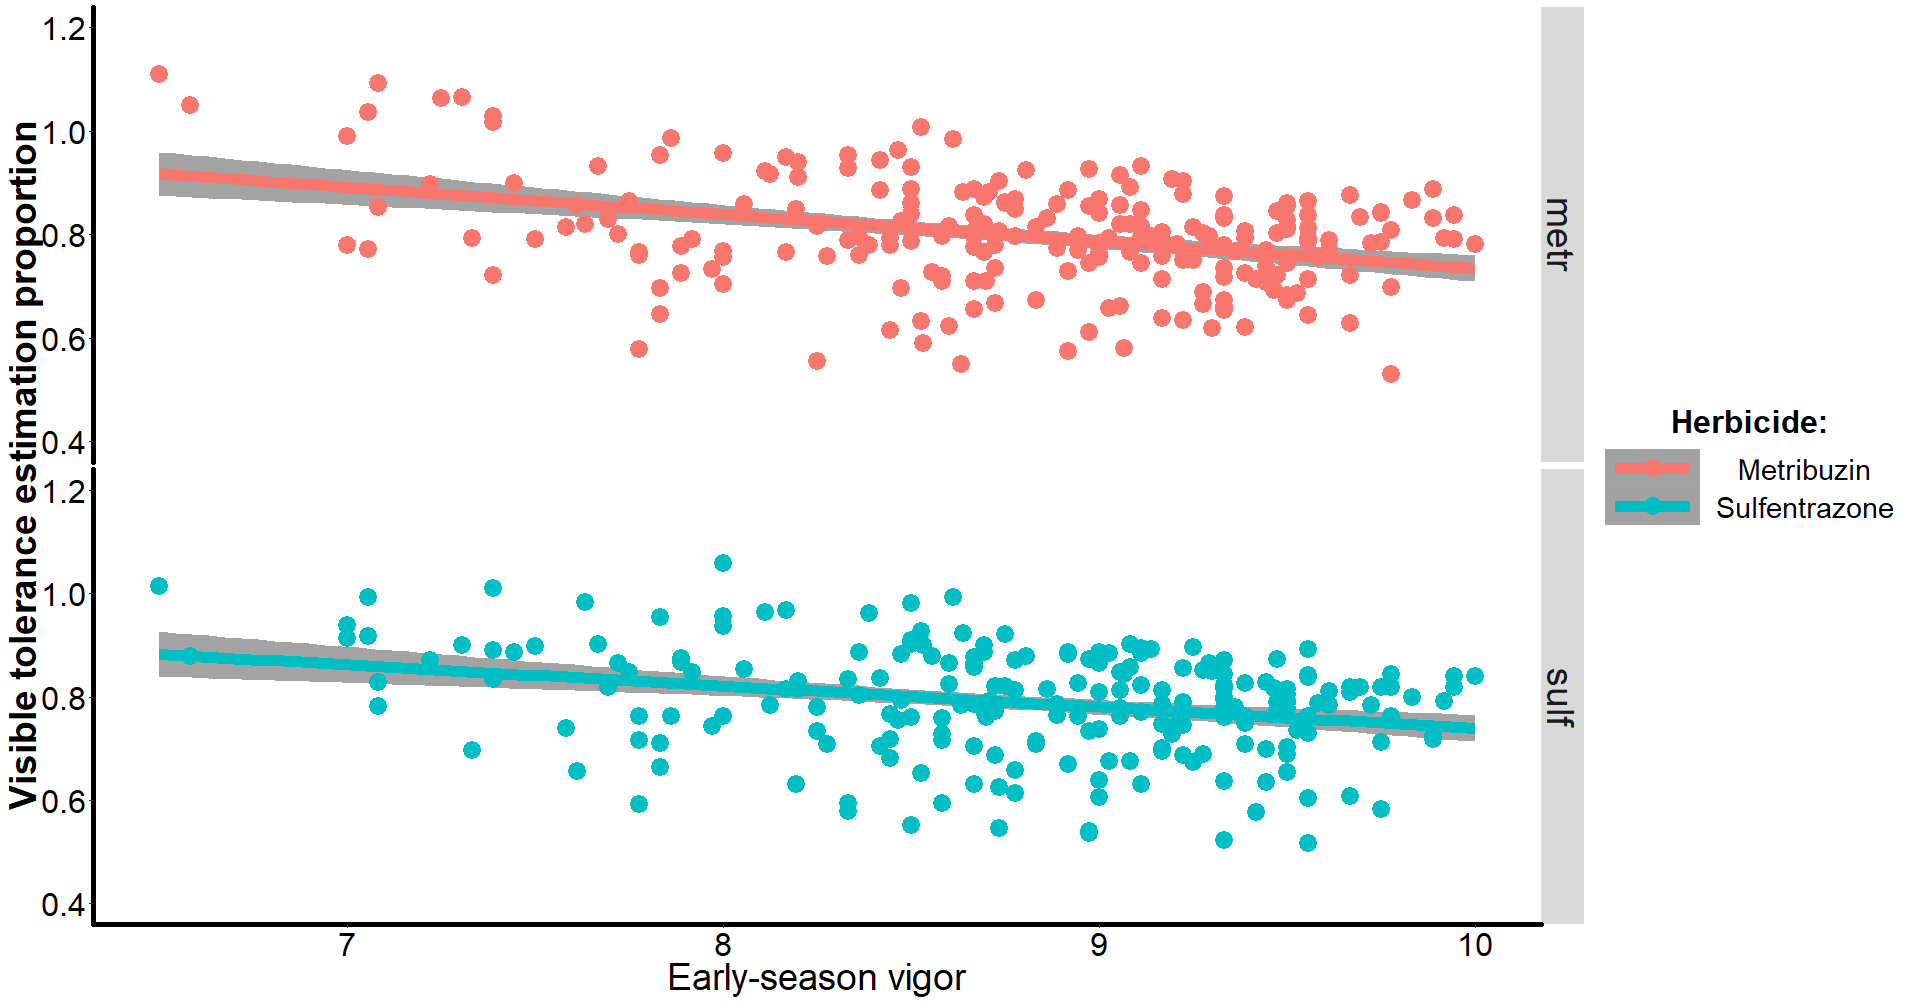 Visible tolerance estimation proportion
1.2
1.0
0.8
0.6
0.4
metr
1.2
1.0
0.8
0.6
0.4
sulf
7 8 9 10
Early-season vigor
Herbicide:
Metribuzin
Sulfentrazone